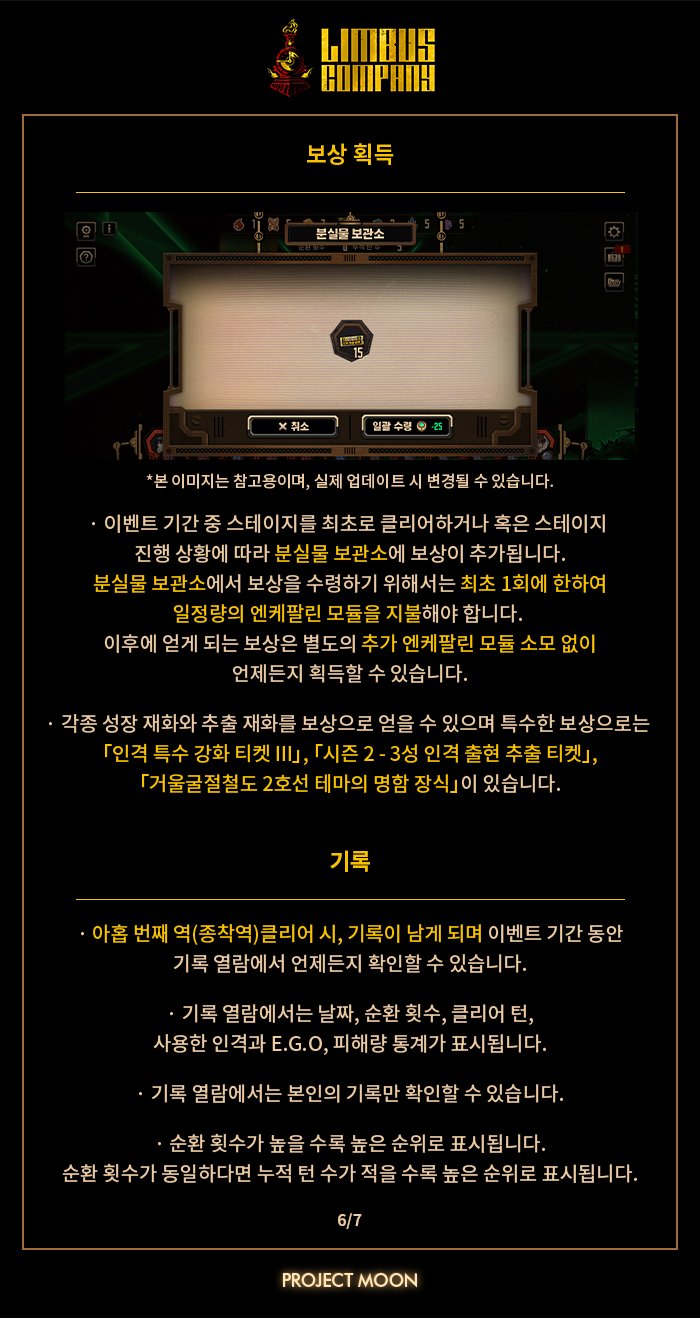 LIMBUS
COMPANY
보상 획득
분실물 보관소
15
취소
일괄 수령 -25
*본 이미지는 참고용이며, 실제 업데이트 시 변경될 수 있습니다.
· 이벤트 기간 중 스테이지를 최초로 클리어하거나 혹은 스테이지
진행 상황에 따라 분실물 보관소에 보상이 추가됩니다.
분실물 보관소에서 보상을 수령하기 위해서는 최초 1회에 한하여
일정량의 엔케팔린 모듈을 지불해야 합니다.
이후에 얻게 되는 보상은 별도의 추가 엔케팔린 모듈 소모 없이
언제든지 획득할 수 있습니다.
· 각종 성장 재화와 추출 재화를 보상으로 얻을 수 있으며 특수한 보상으로는
「인격 특수 강화 티켓 III」, 「시즌 2 - 3성 인격 출현 추출 티켓」,
「거울굴절철도 2호선 테마의 명함 장식」이 있습니다.
기록
· 아홉 번째 역(종착역)클리어 시, 기록이 남게 되며 이벤트 기간 동안
기록 열람에서 언제든지 확인할 수 있습니다.
· 기록 열람에서는 날짜, 순환 횟수, 클리어 턴,
사용한 인격과 E.G.O, 피해량 통계가 표시됩니다.
· 기록 열람에서는 본인의 기록만 확인할 수 있습니다.
· 순환 횟수가 높을 수록 높은 순위로 표시됩니다.
순환 횟수가 동일하다면 누적 턴 수가 적을 수록 높은 순위로 표시됩니다.
6/7
PROJECT MOON